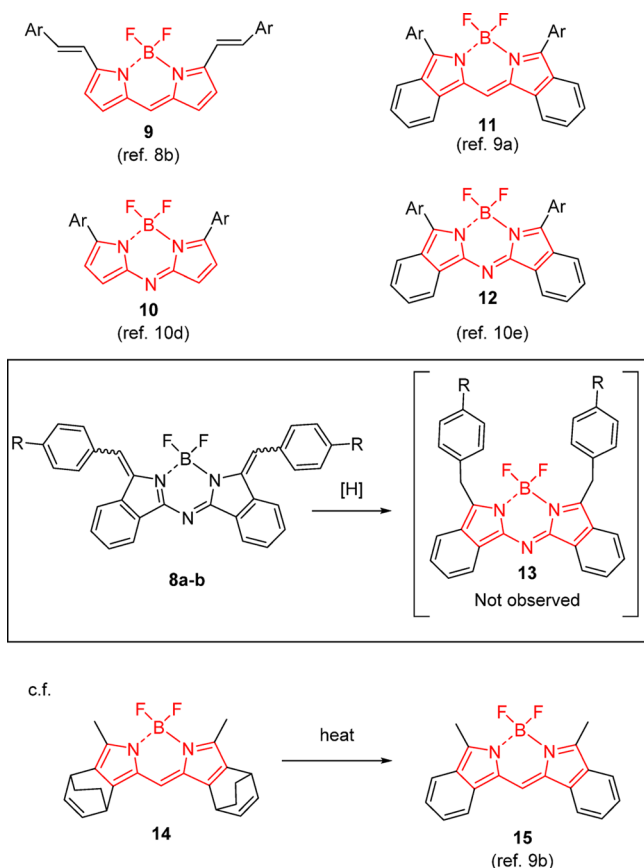 Ar
Ar
F
F
B
N
N
9
(ref. 8b)
Ar
Ar
F
F
B
N
N
11
(ref. 9a)
Ar
Ar
F
F
B
N
N
N
10
(ref. 10d)
Ar
Ar
F
F
B
N
N
N
12
(ref. 10e)
R
R
F
F
B
N
N
N
8a-b
[H]
R
R
F
F
B
N
N
N
13
Not observed
c.f.
F
F
B
N
N
14
heat
F
F
B
N
N
15
(ref. 9b)